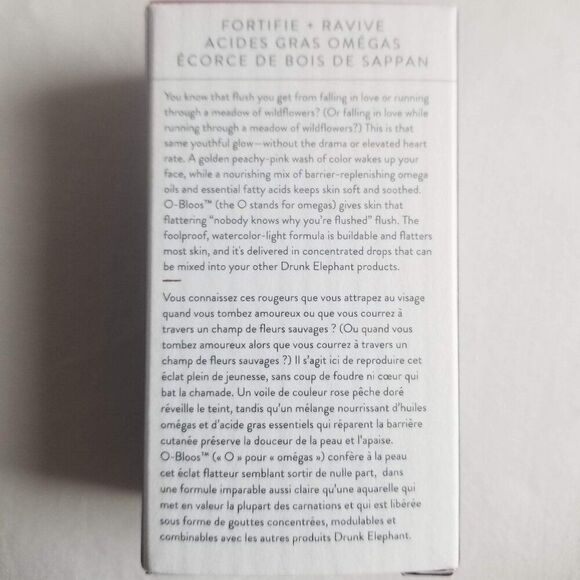 FORTIFIE + RAVIVE
ACIDES GRAS OMÉGAS
ÉCORCE DE BOIS DE SAPPAN
You know that flush you get from falling in love or running
through a meadow of wildflowers? (Or falling in love while
running through a meadow of wildflowers?) This is that
same youthful glow—without the drama or elevated heart
rate. A golden peachy-pink wash of color wakes up your
face, while a nourishing mix of barrier-replenishing omega
oils and essential fatty acids keeps skin soft and soothed.
O-Bloos™ (the O stands for omegas) gives skin that
flattering "nobody knows why you're flushed" flush. The
foolproof, watercolor-light formula is buildable and flatters
most skin, and it's delivered in concentrated drops that can
be mixed into your other Drunk Elephant products.
Vous connaissez ces rougeurs que vous attrapez au visage
quand vous tombez amoureux ou que vous courrez à
travers un champ de fleurs sauvages ? (Ou quand vous
tombez amoureux alors que vous courrez à travers un
champ de fleurs sauvages ?) Il s'agit ici de reproduire cet
éclat plein de jeunesse, sans coup de foudre ni cœur qui
bat la chamade. Un voile de couleur rose pêche doré
réveille le teint, tandis qu'un mélange nourrissant d'huiles
omégas et d'acide gras essentiels qui réparent la barrière
cutanée préserve la douceur de la peau et l'apaise.
O-Bloos™ (« O » pour « omégas ») confère à la peau
cet éclat flatteur semblant sortir de nulle part, dans
une formule imparable aussi claire qu'une aquarelle qui
met en valeur la plupart des carnations et qui est libérée
sous forme de gouttes concentrées, modulables et
combinables avec les autres produits Drunk Elephant.